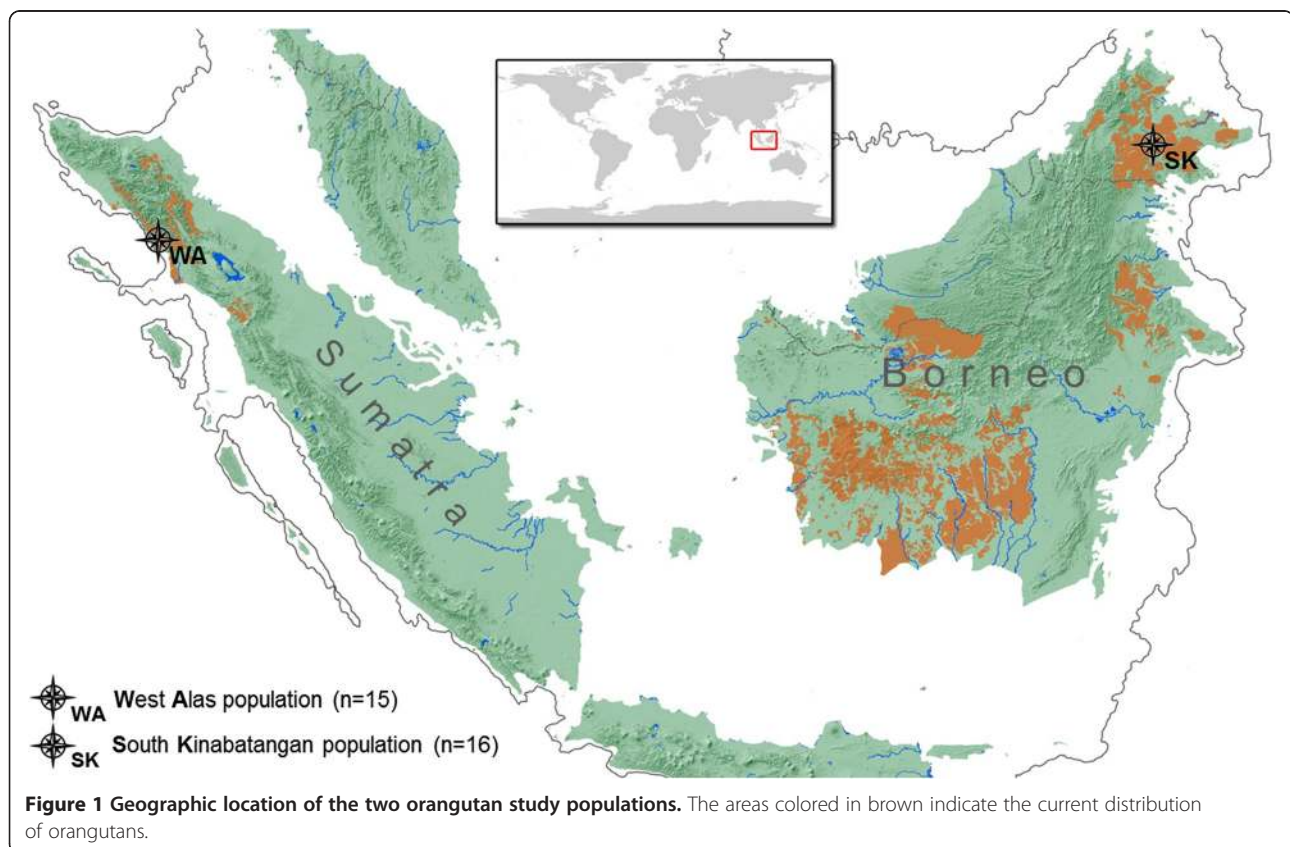 SK
WA
Sumatra
Borneo
WA West Alas population (n=15)
SK South Kinabatangan population (n=16)
Figure 1 Geographic location of the two orangutan study populations. The areas colored in brown indicate the current distribution
of orangutans.